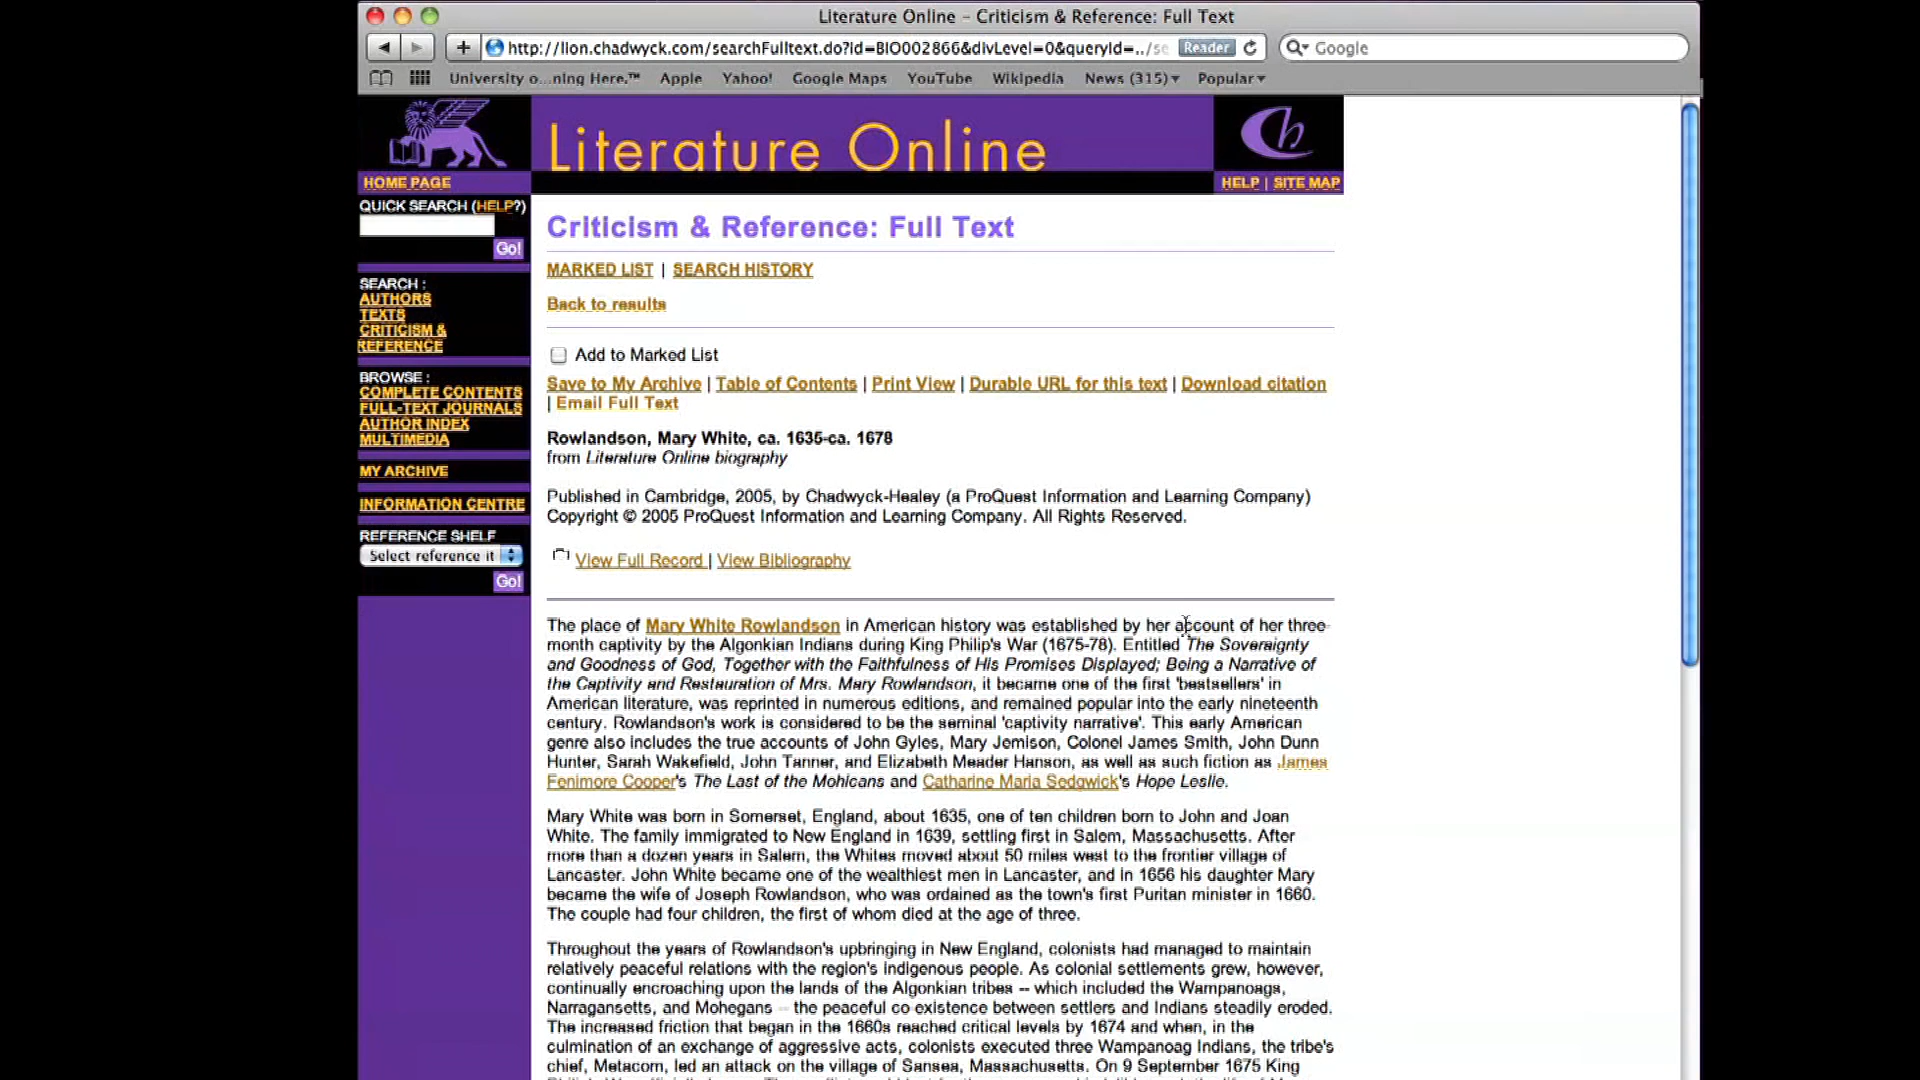 Literature Online – Criticism & Reference: Full Text
http://lion.chadwyck.com/searchFulltext.do?id=BIO002866&divLevel=0&queryId=../se
Reader
Google
University o...ning Here.™ Apple Yahoo! Google Maps YouTube Wikipedia News (315) Popular
Literature Online
HOME PAGE
HELP | SITE MAP
QUICK SEARCH (HELP?)
Go!
SEARCH :
AUTHORS
TEXTS
CRITICISM &
REFERENCE
BROWSE :
COMPLETE CONTENTS
FULL-TEXT JOURNALS
AUTHOR INDEX
MULTIMEDIA
MY ARCHIVE
INFORMATION CENTRE
REFERENCE SHELF
Select reference it
Go!
Criticism & Reference: Full Text
MARKED LIST | SEARCH HISTORY
Back to results
Add to Marked List
Save to My Archive | Table of Contents | Print View | Durable URL for this text | Download citation
| Email Full Text
Rowlandson, Mary White, ca. 1635-ca. 1678
from Literature Online biography
Published in Cambridge, 2005, by Chadwyck-Healey (a ProQuest Information and Learning Company)
Copyright © 2005 ProQuest Information and Learning Company. All Rights Reserved.
View Full Record | View Bibliography
The place of Mary White Rowlandson in American history was established by her account of her three-
month captivity by the Algonkian Indians during King Philip's War (1675-78). Entitled The Soveraignty
and Goodness of God, Together with the Faithfulness of His Promises Displayed; Being a Narrative of
the Captivity and Restauration of Mrs. Mary Rowlandson, it became one of the first 'bestsellers' in
American literature, was reprinted in numerous editions, and remained popular into the early nineteenth
century. Rowlandson's work is considered to be the seminal 'captivity narrative'. This early American
genre also includes the true accounts of John Gyles, Mary Jemison, Colonel James Smith, John Dunn
Hunter, Sarah Wakefield, John Tanner, and Elizabeth Meader Hanson, as well as such fiction as James
Fenimore Cooper's The Last of the Mohicans and Catharine Maria Sedgwick's Hope Leslie.
Mary White was born in Somerset, England, about 1635, one of ten children born to John and Joan
White. The family immigrated to New England in 1639, settling first in Salem, Massachusetts. After
more than a dozen years in Salem, the Whites moved about 50 miles west to the frontier village of
Lancaster. John White became one of the wealthiest men in Lancaster, and in 1656 his daughter Mary
became the wife of Joseph Rowlandson, who was ordained as the town's first Puritan minister in 1660.
The couple had four children, the first of whom died at the age of three.
Throughout the years of Rowlandson's upbringing in New England, colonists had managed to maintain
relatively peaceful relations with the region's indigenous people. As colonial settlements grew, however,
continually encroaching upon the lands of the Algonkian tribes -- which included the Wampanoags,
Narragansetts, and Mohegans -- the peaceful co-existence between settlers and Indians steadily eroded.
The increased friction that began in the 1660s reached critical levels by 1674 and when, in the
culmination of an exchange of aggressive acts, colonists executed three Wampanoag Indians, the tribe's
chief, Metacom, led an attack on the village of Sansea, Massachusetts. On 9 September 1675 King